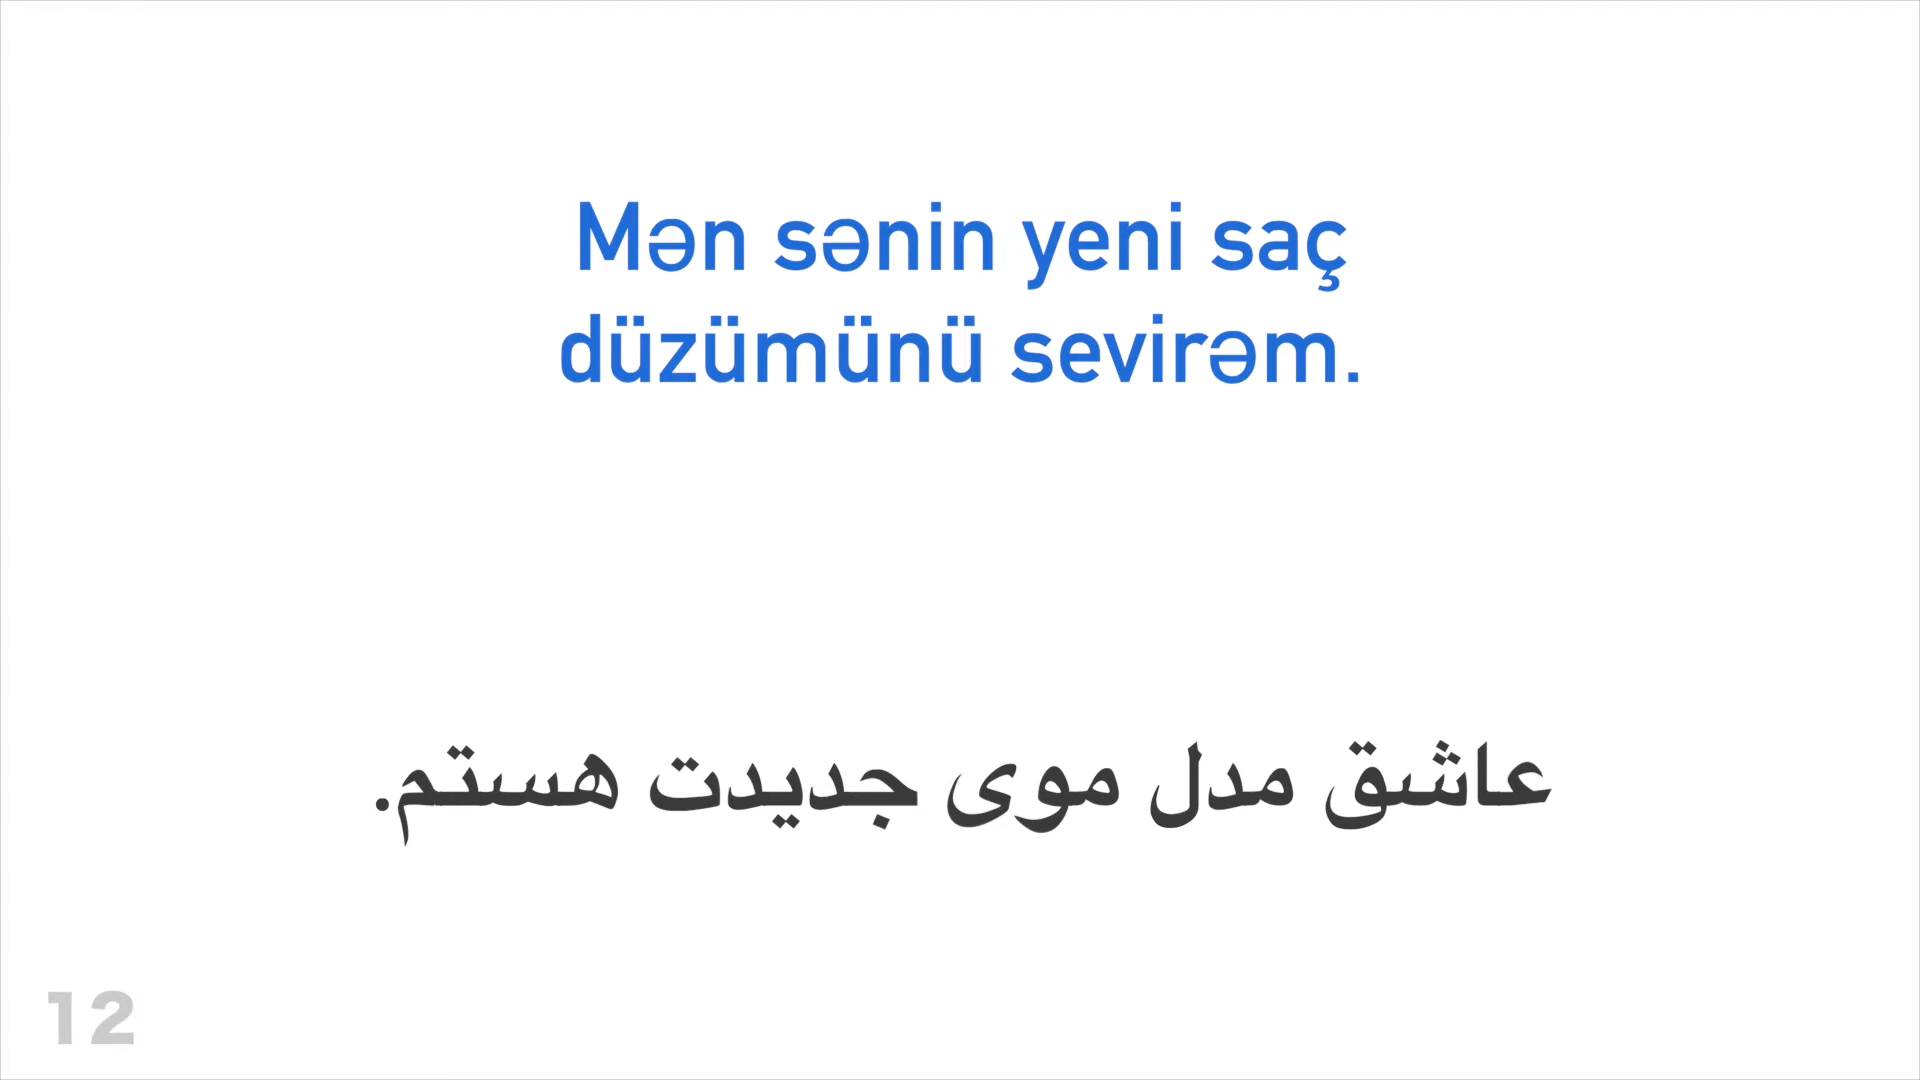 Mən sənin yeni saç
düzümünü sevirəm.
عاشق مدل موی جدیدت هستم.
12